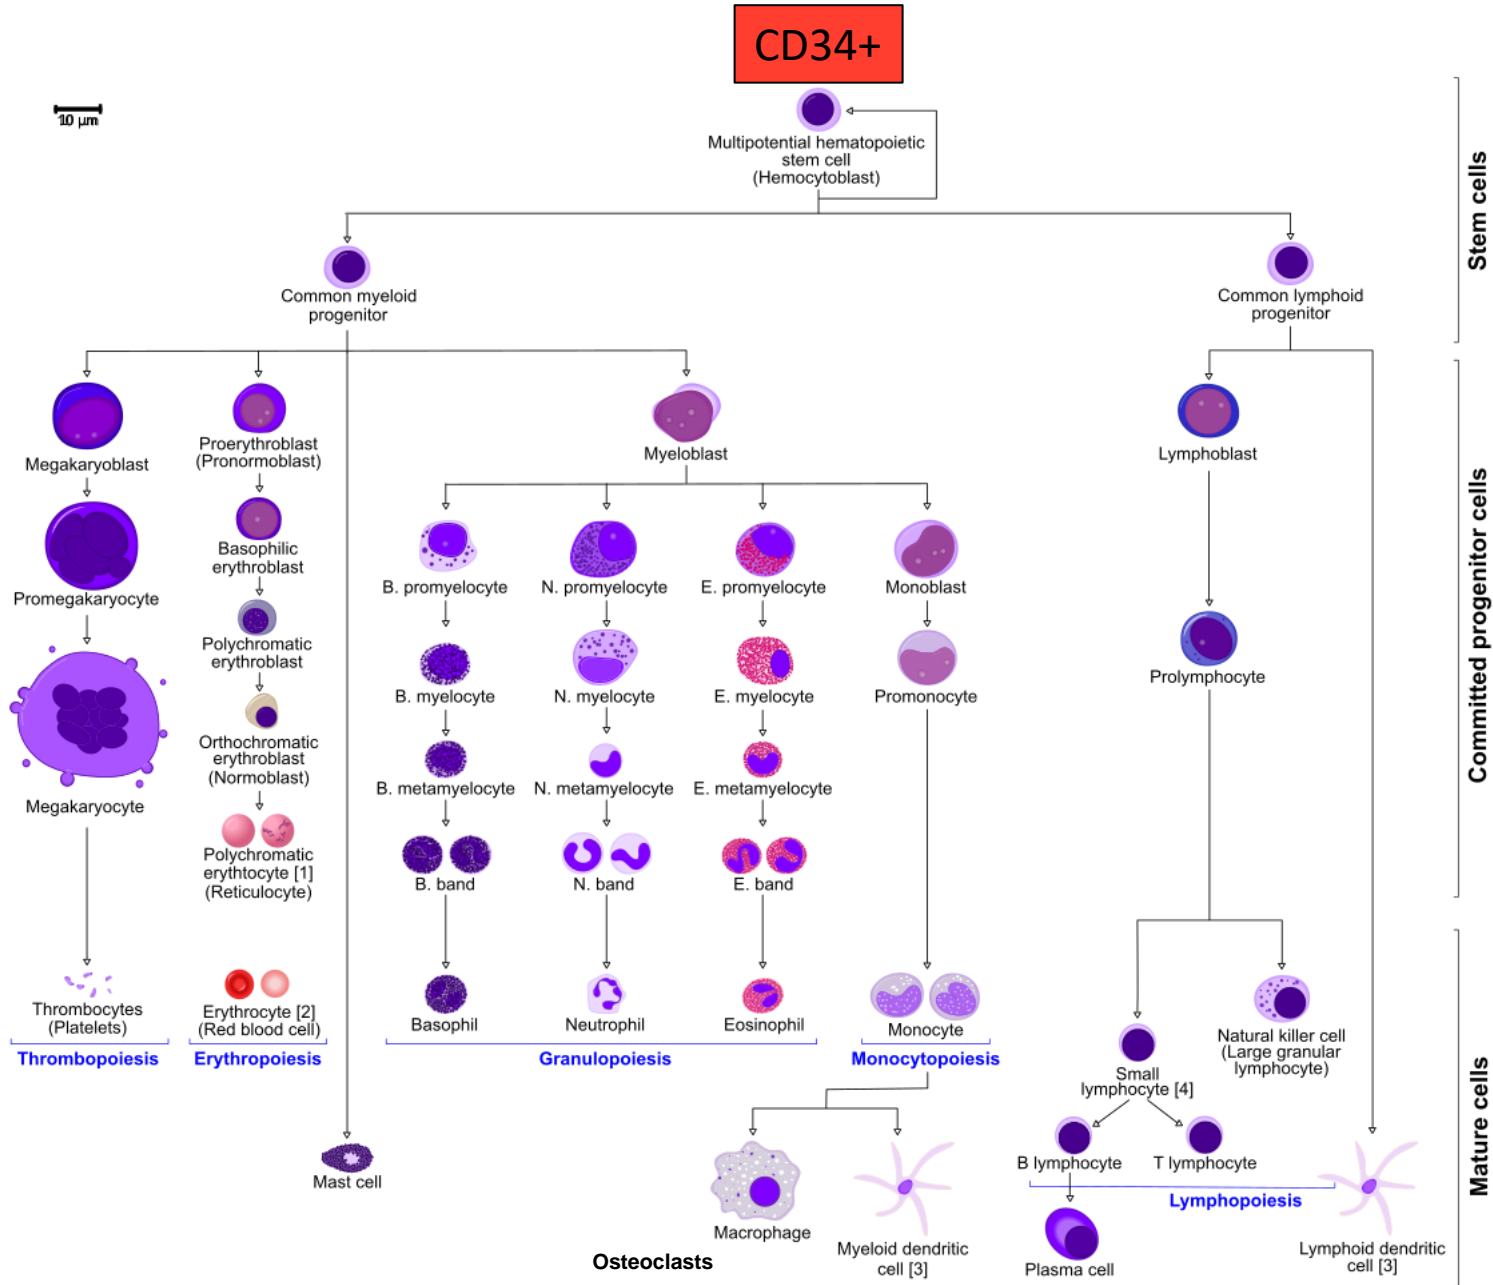 CD34+
10 µm
Multipotential hematopoietic
stem cell
(Hemocytoblast)
Stem cells
Common myeloid
progenitor
Common lymphoid
progenitor
Committed progenitor cells
Megakaryoblast
Proerythroblast
(Pronormoblast)
Myeloblast
Lymphoblast
Basophilic
erythroblast
Promegakaryocyte
B. promyelocyte
N. promyelocyte
E. promyelocyte
Monoblast
Polychromatic
erythroblast
B. myelocyte
N. myelocyte
E. myelocyte
Promonocyte
Prolymphocyte
Orthochromatic
erythroblast
(Normoblast)
Megakaryocyte
B. metamyelocyte
N. metamyelocyte
E. metamyelocyte
Polychromatic
erythtocyte [1]
(Reticulocyte)
B. band
N. band
E. band
Mature cells
Thrombocytes
(Platelets)
Erythrocyte [2]
(Red blood cell)
Basophil
Neutrophil
Eosinophil
Monocyte
Natural killer cell
(Large granular
lymphocyte)
Thrombopoiesis
Erythropoiesis
Granulopoiesis
Monocytopoiesis
Small
lymphocyte [4]
B lymphocyte
T lymphocyte
Mast cell
Lymphopoiesis
Macrophage
Myeloid dendritic
cell [3]
Osteoclasts
Plasma cell
Lymphoid dendritic
cell [3]